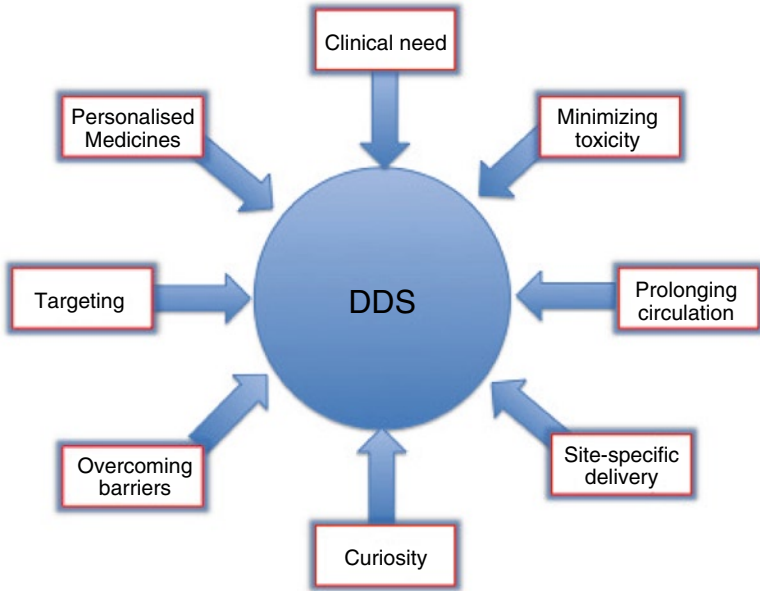 Clinical need
Personalised
Medicines
Minimizing
toxicity
Targeting
DDS
Prolonging
circulation
Overcoming
barriers
Site-specific
delivery
Curiosity